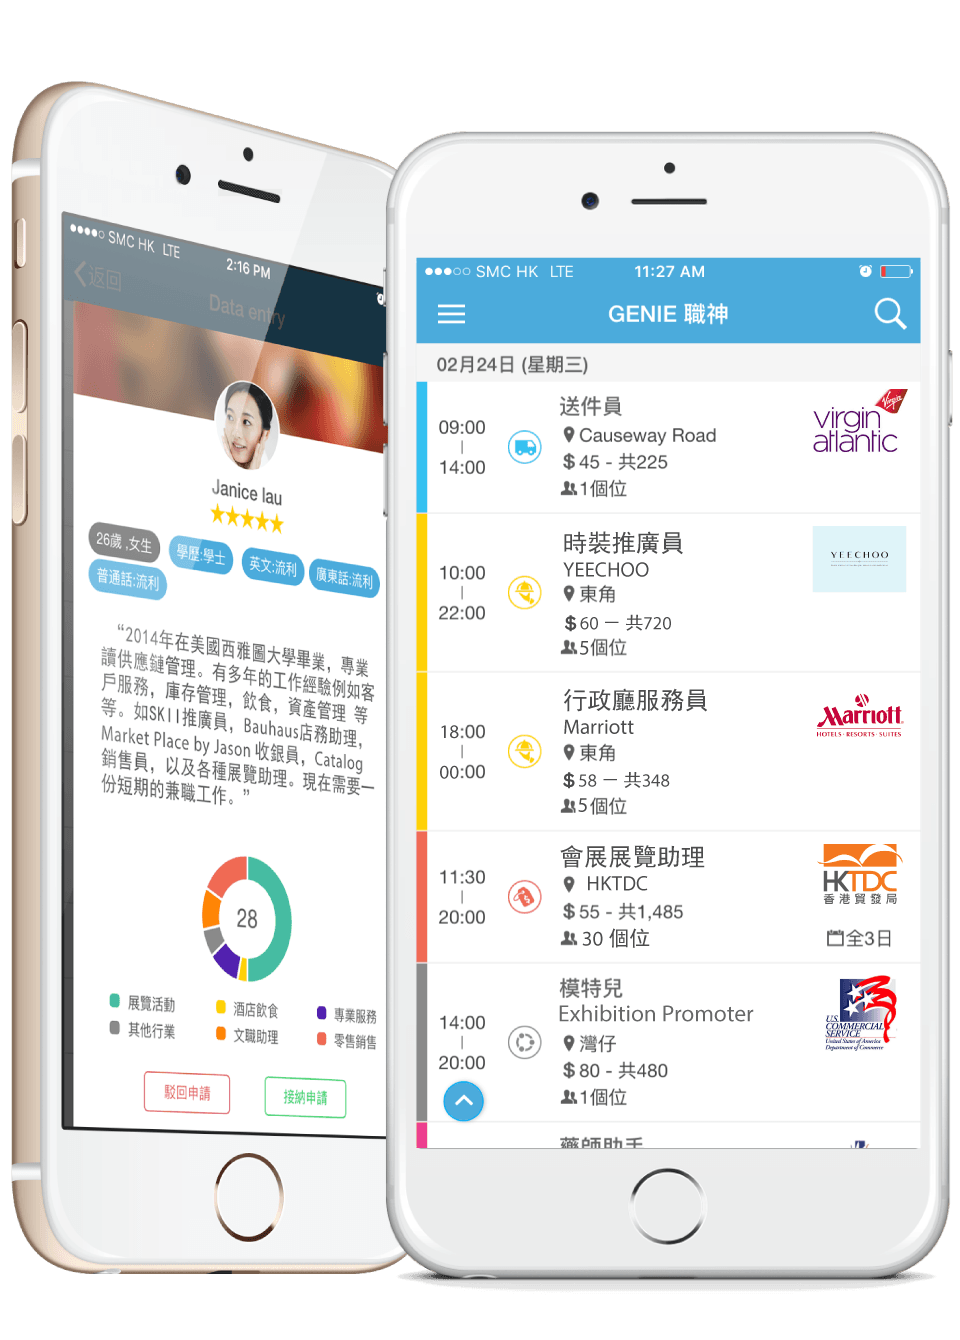 SMC HK LTE
2:16 PM
返回
Data entry
Janice lau
26歲 ,女生
學歷:學士
英文:流利
廣東話:流利
普通話:流利
“2014年在美國西雅圖大學畢業，專業
讀供應鏈管理。有多年的工作經驗例如客
戶服務，庫存管理，飲食，資產管理 等
等。如SKII推廣員，Bauhaus店務助理，
Market Place by Jason 收銀員，Catalog
銷售員，以及各種展覽助理。現在需要一
份短期的兼職工作。”
28
展覽活動
酒店飲食
專業服務
其他行業
文職助理
零售銷售
駁回申請
接納申請
SMC HK LTE
11:27 AM
GENIE 職神
02月24日 (星期三)
09:00
14:00
送件員
Causeway Road
$ 45 - 共225
1個位
Virgin
virgin
atlantic
10:00
22:00
時裝推廣員
YEECHOO
東角
$ 60 － 共720
5個位
YEECHOO
18:00
00:00
行政廳服務員
Marriott
東角
$ 58 － 共348
5個位
Marriott
HOTELS · RESORTS · SUITES
11:30
20:00
會展展覽助理
HKTDC
$ 55 - 共1,485
30 個位
HKTDC
香港貿發局
全3日
14:00
20:00
模特兒
Exhibition Promoter
灣仔
$ 80 - 共480
1個位
U.S.
COMMERCIAL
SERVICE
United States of America
Department of Commerce
藥師助手